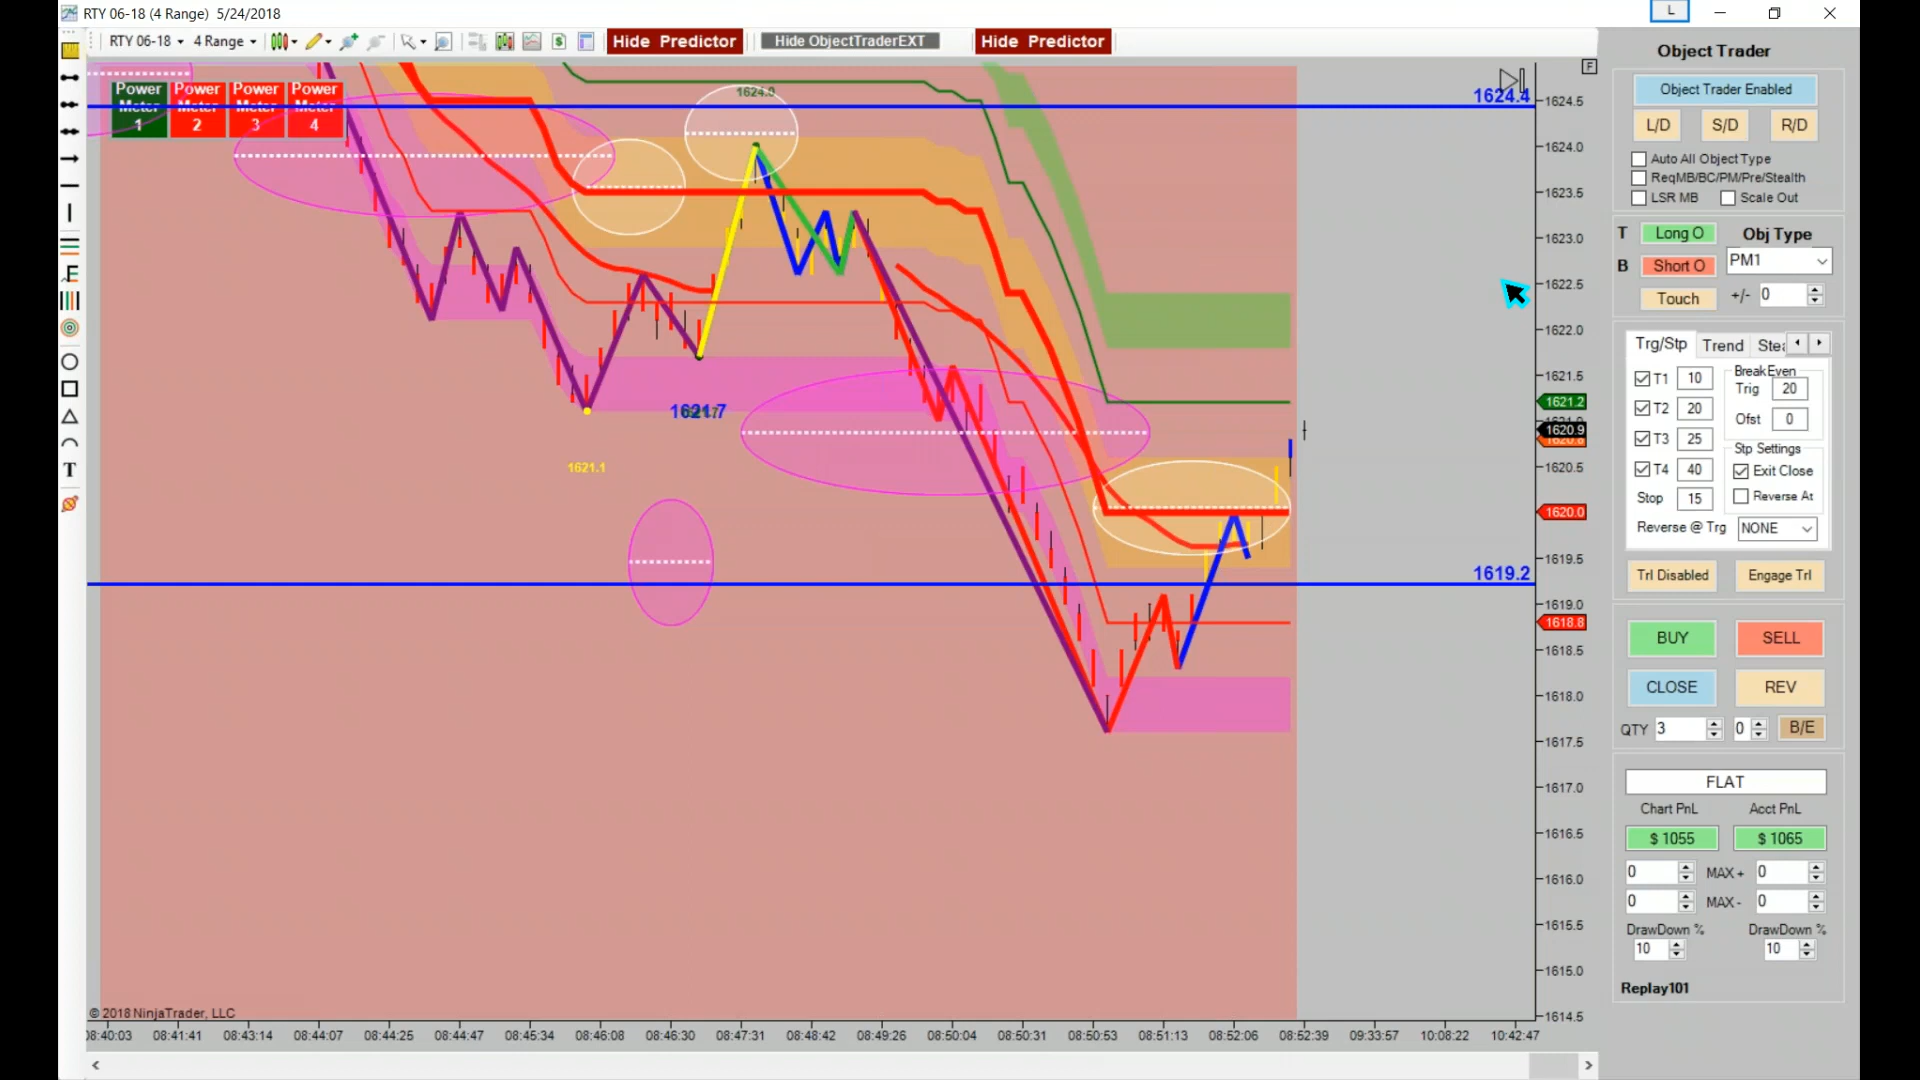 RTY 06-18 (4 Range)  5/24/2018
L
RTY 06-18
4 Range
Hide Predictor
Hide ObjectTraderEXT
Hide Predictor
F
Power Meter 1
Power Meter 2
Power Meter 3
Power Meter 4
1624.0
1624.4
1621.7
1621.1
1619.2
1624.5
1624.0
1623.5
1623.0
1622.5
1622.0
1621.5
1621.2
1620.9
1620.8
1620.5
1620.0
1619.5
1619.0
1618.8
1618.5
1618.0
1617.5
1617.0
1616.5
1616.0
1615.5
1615.0
1614.5
© 2018 NinjaTrader, LLC
08:40:03 08:41:41 08:43:14 08:44:07 08:44:25 08:44:47 08:45:34 08:46:08 08:46:30 08:47:31 08:48:42 08:49:26 08:50:04 08:50:31 08:50:53 08:51:13 08:52:06 08:52:39 09:33:57 10:08:22 10:42:47
Object Trader
Object Trader Enabled
L/D S/D R/D
Auto All Object Type
ReqMB/BC/PM/Pre/Stealth
LSR MB Scale Out
T Long O Obj Type
B Short O PM1
Touch +/- 0
Trg/Stp Trend Stea
T1 10
T2 20
T3 25
T4 40
Stop 15
BreakEven
Trig 20
Ofst 0
Stp Settings
Exit Close
Reverse At
Reverse @ Trg NONE
Trl Disabled Engage Trl
BUY SELL
CLOSE REV
QTY 3 0 B/E
FLAT
Chart PnL Acct PnL
$ 1055 $ 1065
0 MAX + 0
0 MAX - 0
DrawDown % DrawDown %
10 10
Replay101